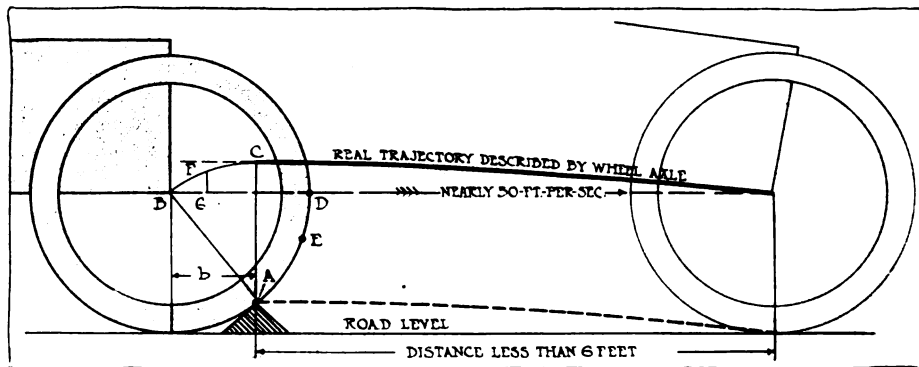 C
F
REAL TRAJECTORY DESCRIBED BY WHEEL AXLE
B
G
D
NEARLY 50-FT.-PER-SEC.
E
b
A
ROAD LEVEL
DISTANCE LESS THAN 6 FEET